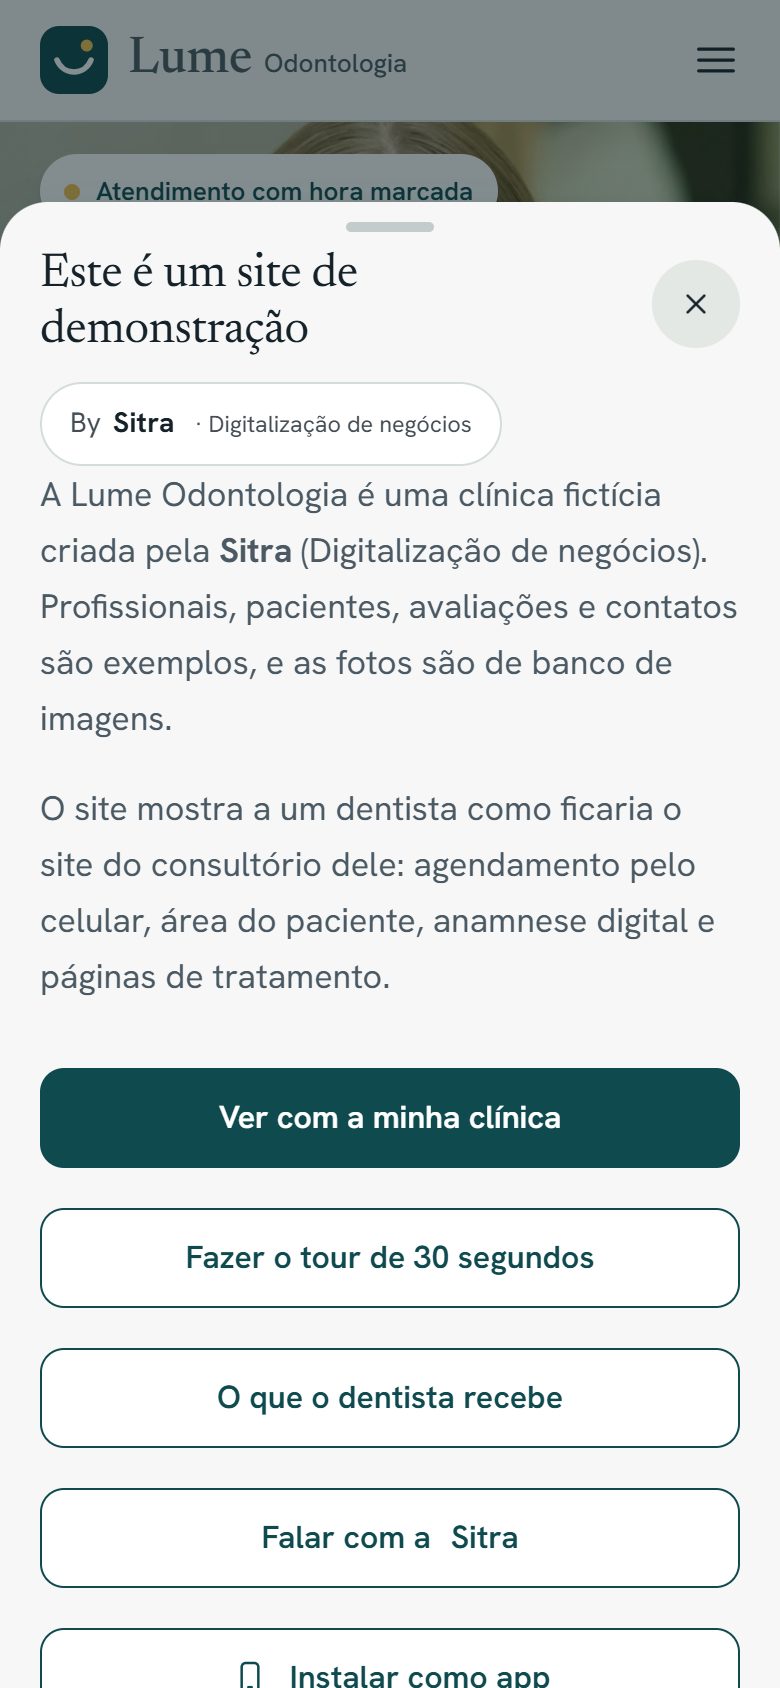 Lume Odontologia
Atendimento com hora marcada
Este é um site de
demonstração
By Sitra · Digitalização de negócios
A Lume Odontologia é uma clínica fictícia
criada pela Sitra (Digitalização de negócios).
Profissionais, pacientes, avaliações e contatos
são exemplos, e as fotos são de banco de
imagens.
O site mostra a um dentista como ficaria o
site do consultório dele: agendamento pelo
celular, área do paciente, anamnese digital e
páginas de tratamento.
Ver com a minha clínica
Fazer o tour de 30 segundos
O que o dentista recebe
Falar com a Sitra
Instalar como app